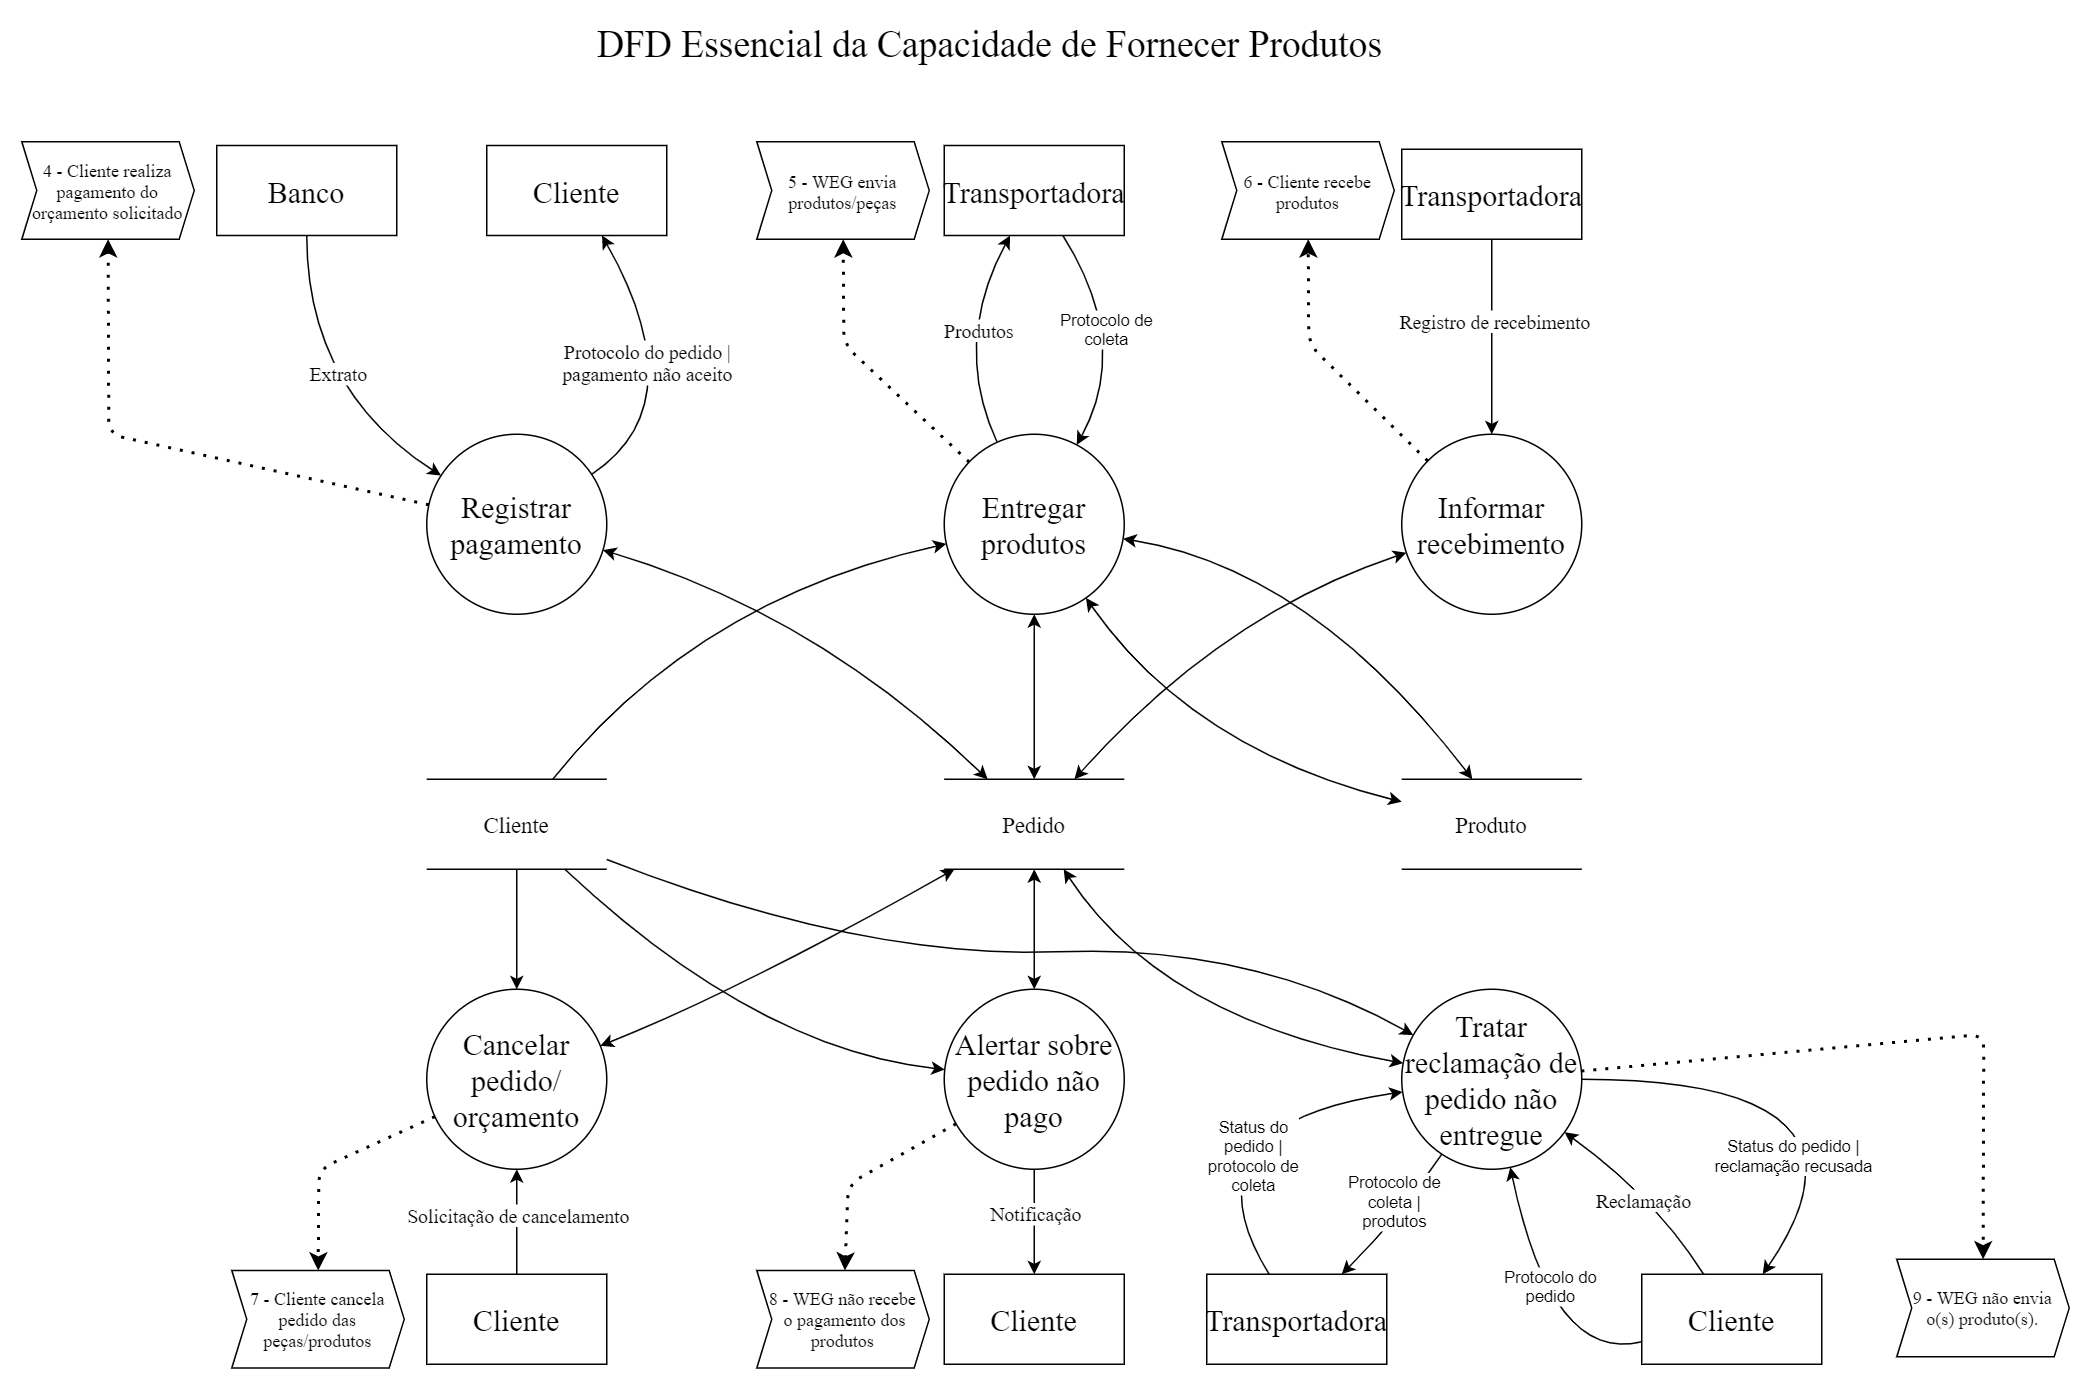 DFD Essencial da Capacidade de Fornecer Produtos
4 - Cliente realiza
pagamento do
orçamento solicitado
Banco
Cliente
5 - WEG envia
produtos/peças
Transportadora
6 - Cliente recebe
produtos
Transportadora
Extrato
Protocolo do pedido |
pagamento não aceito
Produtos
Protocolo de
coleta
Registro de recebimento
Registrar
pagamento
Entregar
produtos
Informar
recebimento
Cliente
Pedido
Produto
Cancelar
pedido/
orçamento
Alertar sobre
pedido não
pago
Tratar
reclamação de
pedido não
entregue
Solicitação de cancelamento
Notificação
Status do
pedido |
protocolo de
coleta
Protocolo de
coleta |
produtos
Reclamação
Status do pedido |
reclamação recusada
Protocolo do
pedido
7 - Cliente cancela
pedido das
peças/produtos
Cliente
8 - WEG não recebe
o pagamento dos
produtos
Cliente
Transportadora
Cliente
9 - WEG não envia
o(s) produto(s).